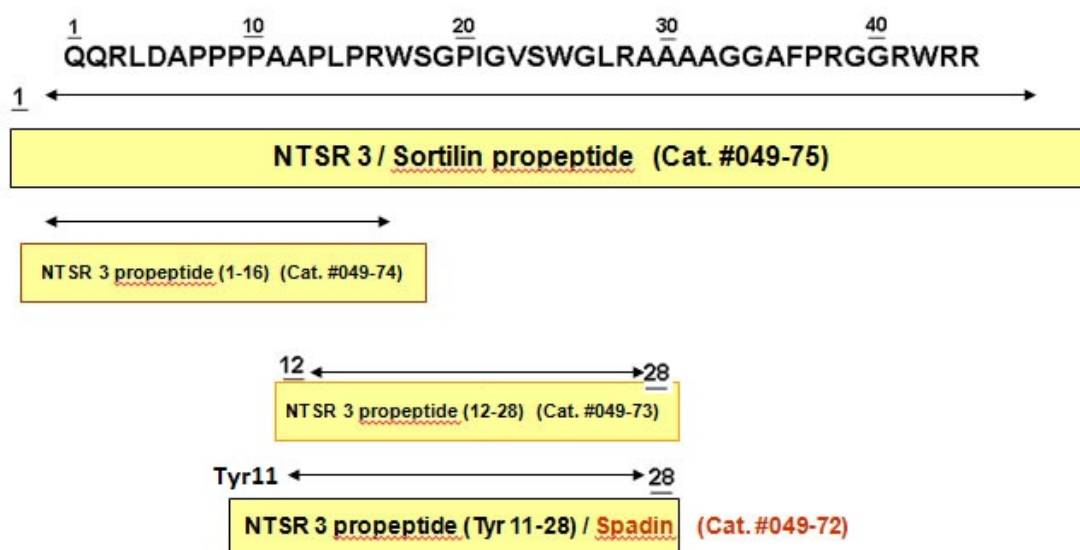 1 10 20 30 40
QQRLDAPPPPPAAPLPRWSGPIGVSWGLRAAAAGGAFPRGGRWRR
1
NTSR 3 / Sortilin propeptide (Cat. #049-75)
NTSR 3 propeptide (1-16) (Cat. #049-74)
12 28
NTSR 3 propeptide (12-28) (Cat. #049-73)
Tyr11 28
NTSR 3 propeptide (Tyr 11-28) / Spadin (Cat. #049-72)